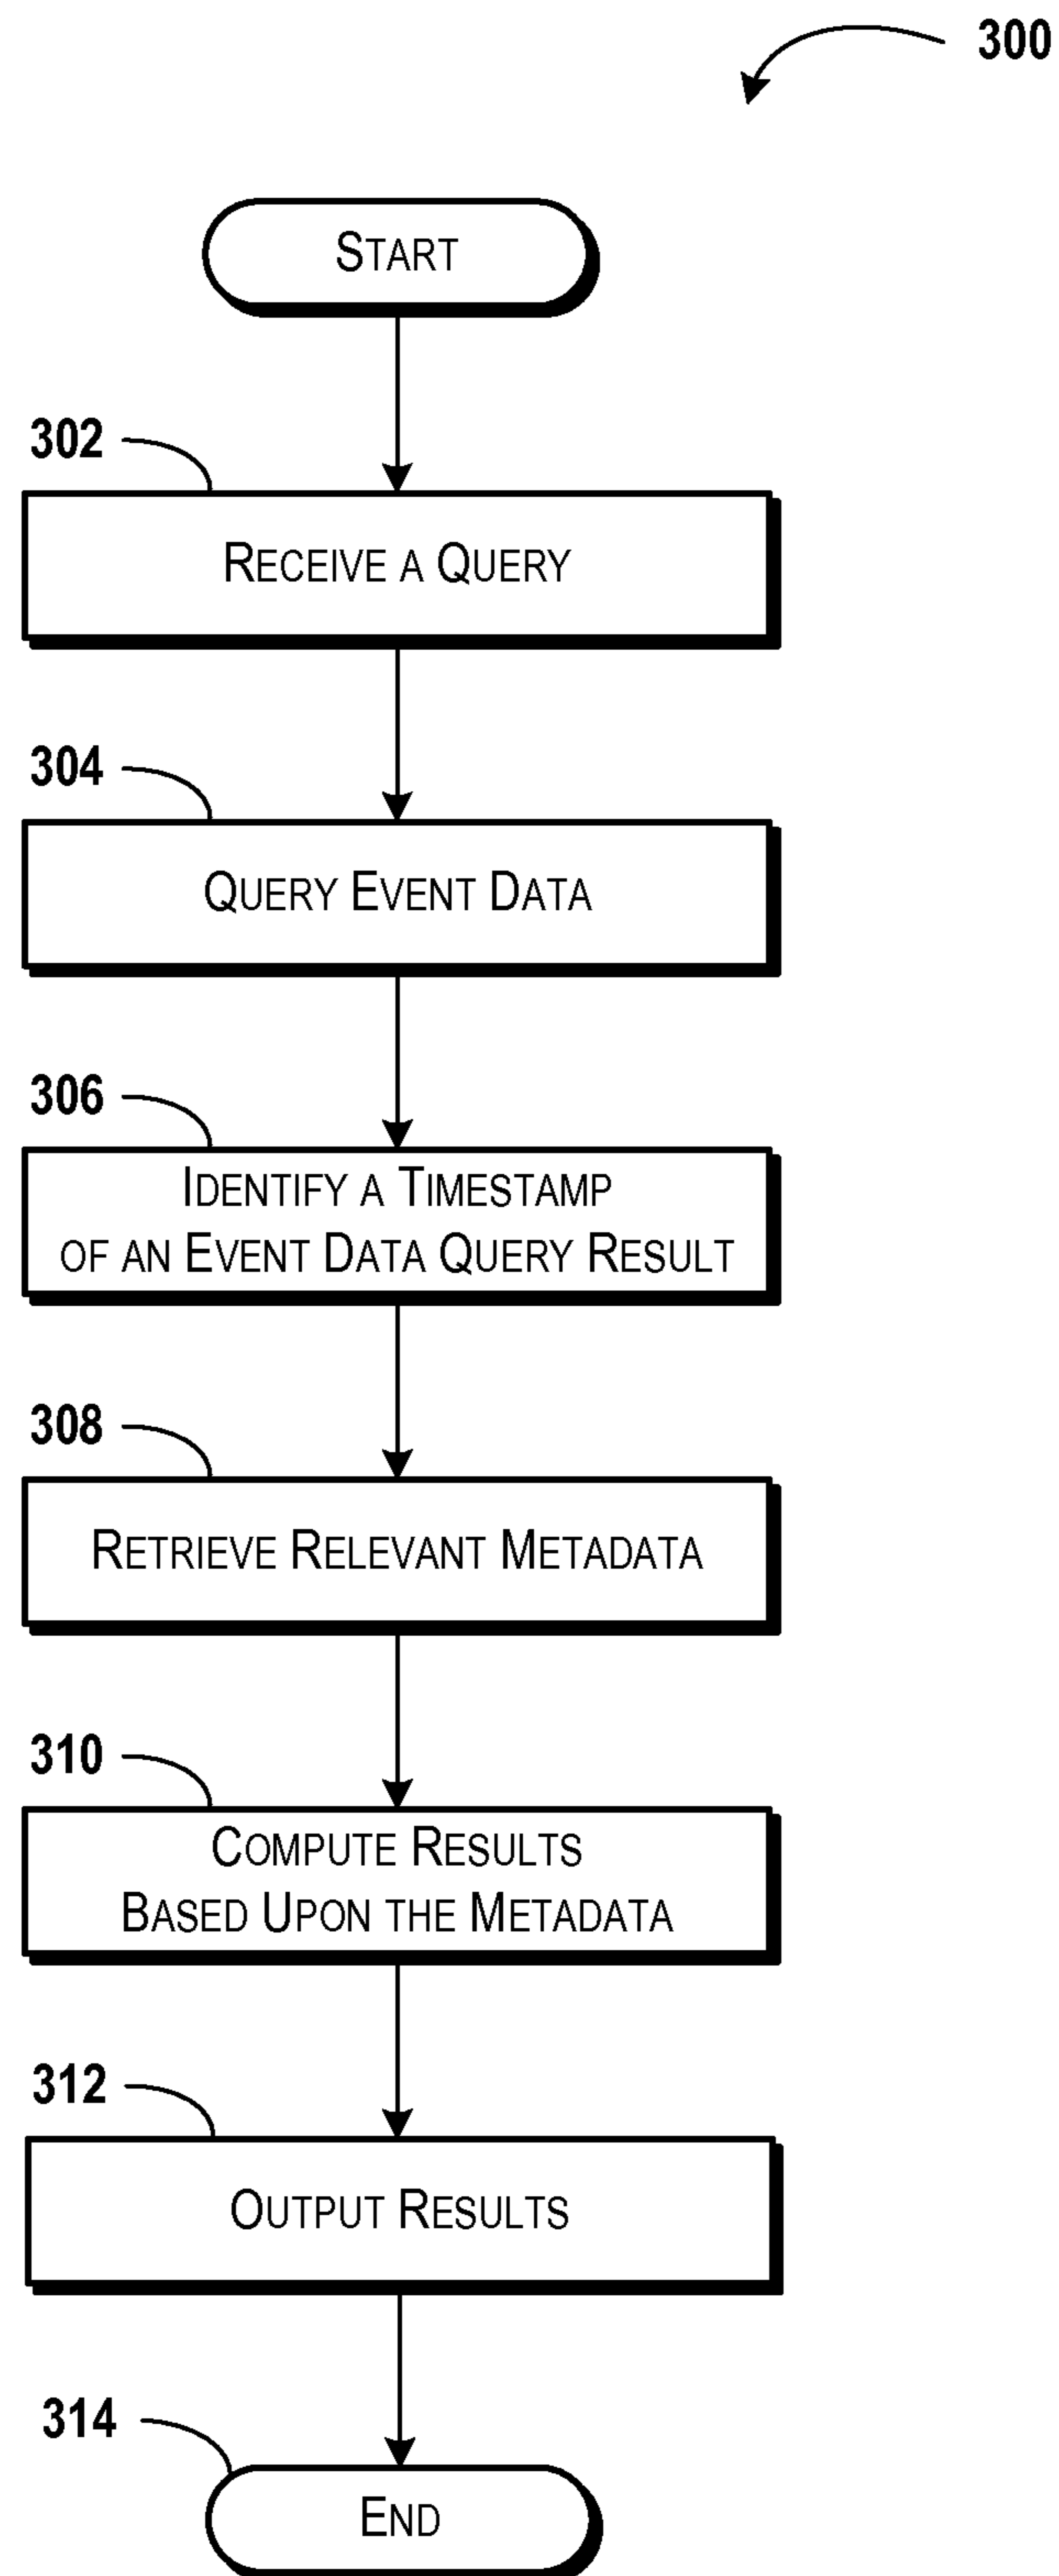 300
START
302
RECEIVE A QUERY
304
QUERY EVENT DATA
306
IDENTIFY A TIMESTAMP
OF AN EVENT DATA QUERY RESULT
308
RETRIEVE RELEVANT METADATA
310
COMPUTE RESULTS
BASED UPON THE METADATA
312
OUTPUT RESULTS
314
END